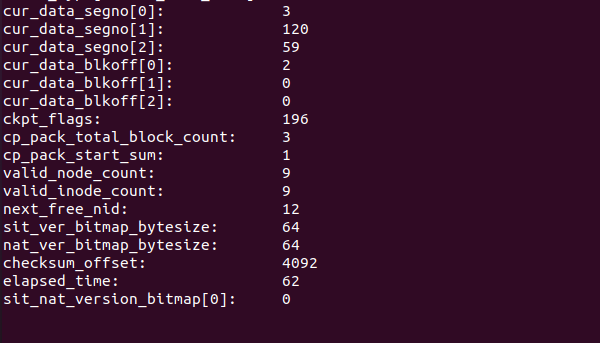 cur_data_segno[0]: 3
cur_data_segno[1]: 120
cur_data_segno[2]: 59
cur_data_blkoff[0]: 2
cur_data_blkoff[1]: 0
cur_data_blkoff[2]: 0
ckpt_flags: 196
cp_pack_total_block_count: 3
cp_pack_start_sum: 1
valid_node_count: 9
valid_inode_count: 9
next_free_nid: 12
sit_ver_bitmap_bytesize: 64
nat_ver_bitmap_bytesize: 64
checksum_offset: 4092
elapsed_time: 62
sit_nat_version_bitmap[0]: 0